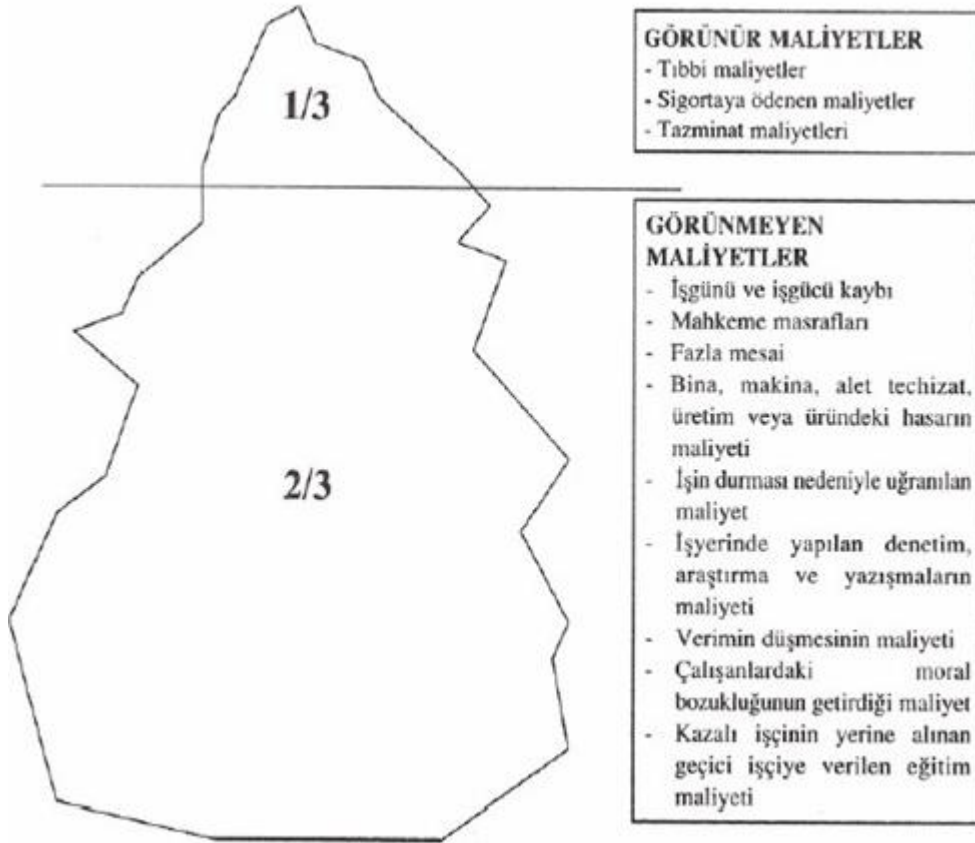 1/3
2/3
GÖRÜNÜR MALİYETLER
- Tıbbi maliyetler
- Sigortaya ödenen maliyetler
- Tazminat maliyetleri
GÖRÜNMEYEN
MALİYETLER
- İşgünü ve işgücü kaybı
- Mahkeme masrafları
- Fazla mesai
- Bina, makina, alet techizat,
üretim veya üründeki hasarın
maliyeti
- İşin durması nedeniyle uğranılan
maliyet
- İşyerinde yapılan denetim,
araştırma ve yazışmaların
maliyeti
- Verimin düşmesinin maliyeti
- Çalışanlardaki moral
bozukluğunun getirdiği maliyet
- Kazalı işçinin yerine alınan
geçici işçiye verilen eğitim
maliyeti